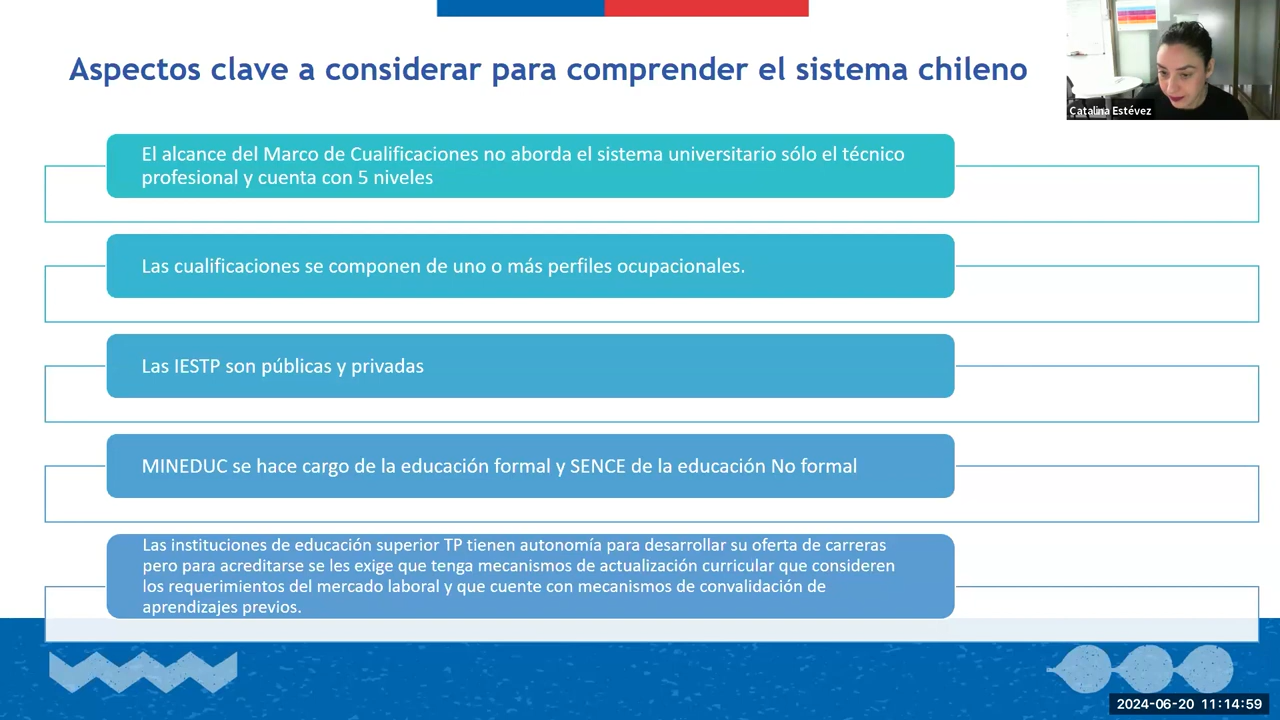 Aspectos clave a considerar para comprender el sistema chileno
Catalina Estévez
El alcance del Marco de Cualificaciones no aborda el sistema universitario sólo el técnico
profesional y cuenta con 5 niveles
Las cualificaciones se componen de uno o más perfiles ocupacionales.
Las IESTP son públicas y privadas
MINEDUC se hace cargo de la educación formal y SENCE de la educación No formal
Las instituciones de educación superior TP tienen autonomía para desarrollar su oferta de carreras
pero para acreditarse se les exige que tenga mecanismos de actualización curricular que consideren
los requerimientos del mercado laboral y que cuente con mecanismos de convalidación de
aprendizajes previos.
2024-06-20 11:14:59